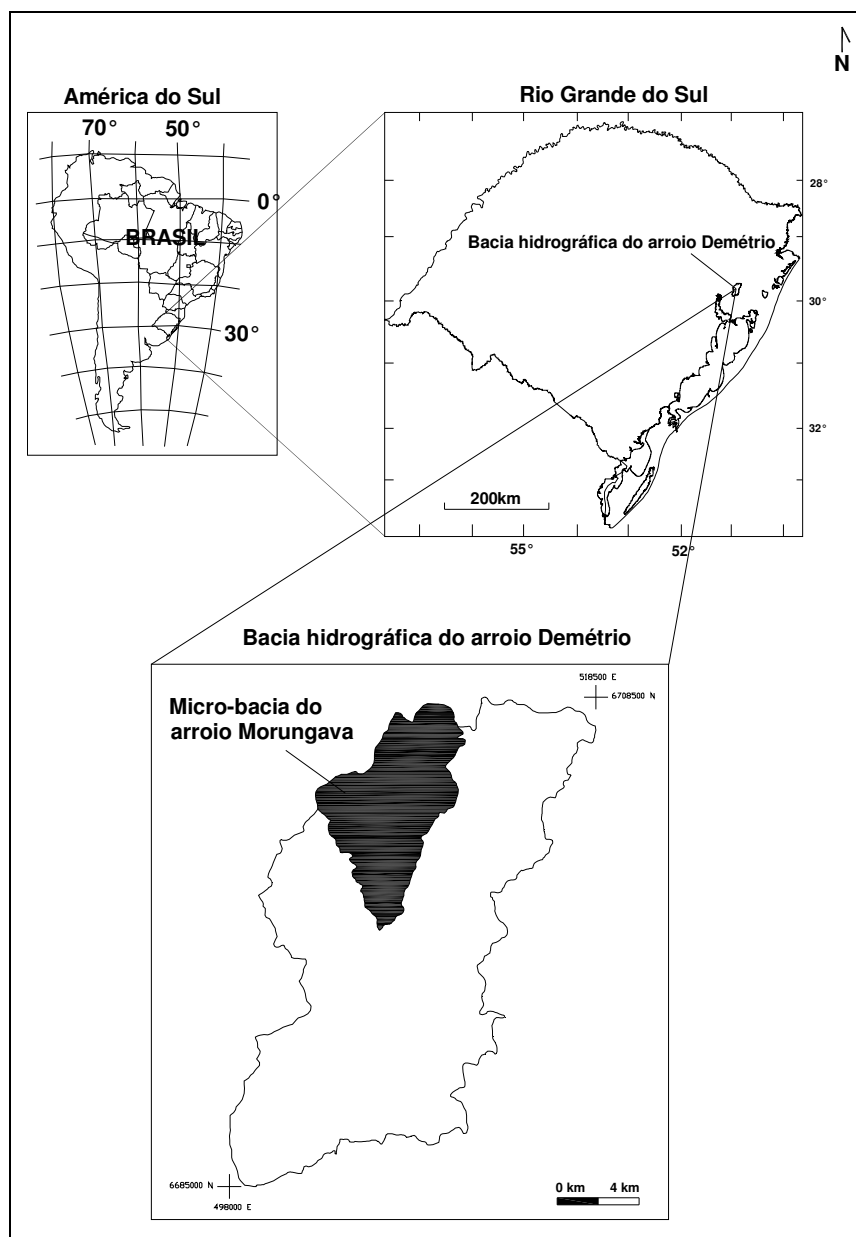 N
América do Sul
70° 50°
0°
BRASIL
30°
Rio Grande do Sul
28°
Bacia hidrográfica do arroio Demétrio
30°
32°
200km
55° 52°
Bacia hidrográfica do arroio Demétrio
518500 E
6708500 N
Micro-bacia do
arroio Morungava
6685000 N
498000 E
0 km 4 km